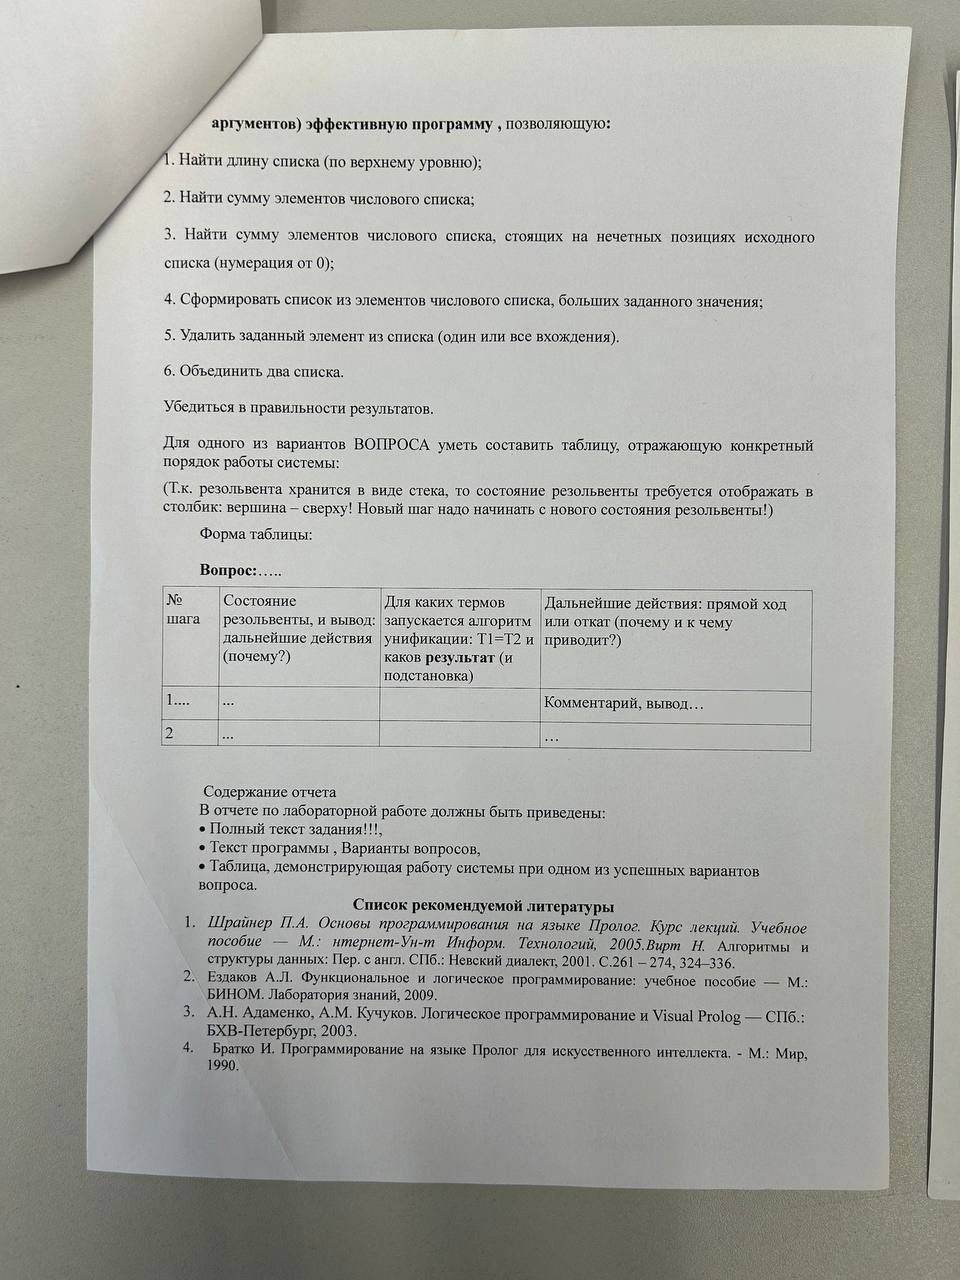 аргументов) эффективную программу , позволяющую:
1. Найти длину списка (по верхнему уровню);
2. Найти сумму элементов числового списка;
3. Найти сумму элементов числового списка, стоящих на нечетных позициях исходного
списка (нумерация от 0);
4. Сформировать список из элементов числового списка, больших заданного значения;
5. Удалить заданный элемент из списка (один или все вхождения).
6. Объединить два списка.
Убедиться в правильности результатов.
Для одного из вариантов ВОПРОСА уметь составить таблицу, отражающую конкретный
порядок работы системы:
(Т.к. резольвента хранится в виде стека, то состояние резольвенты требуется отображать в
столбик: вершина – сверху! Новый шаг надо начинать с нового состояния резольвенты!)
Форма таблицы:
Вопрос:…..
№
шага
Состояние
резольвенты, и вывод:
дальнейшие действия
(почему?)
Для каких термов
запускается алгоритм
унификации: Т1=Т2 и
каков результат (и
подстановка)
Дальнейшие действия: прямой ход
или откат (почему и к чему
приводит?)
1....
...
Комментарий, вывод…
2
...
…
Содержание отчета
В отчете по лабораторной работе должны быть приведены:
• Полный текст задания!!!,
• Текст программы , Варианты вопросов,
• Таблица, демонстрирующая работу системы при одном из успешных вариантов
вопроса.
Список рекомендуемой литературы
1. Шрайнер П.А. Основы программирования на языке Пролог. Курс лекций. Учебное
пособие — М.: нтернет-Ун-т Информ. Технологий, 2005.Вирт Н. Алгоритмы и
структуры данных: Пер. с англ. СПб.: Невский диалект, 2001. С.261 – 274, 324–336.
2. Ездаков А.Л. Функциональное и логическое программирование: учебное пособие — М.:
БИНОМ. Лаборатория знаний, 2009.
3. А.Н. Адаменко, А.М. Кучуков. Логическое программирование и Visual Prolog — СПб.:
БХВ-Петербург, 2003.
4. Братко И. Программирование на языке Пролог для искусственного интеллекта. - М.: Мир,
1990.